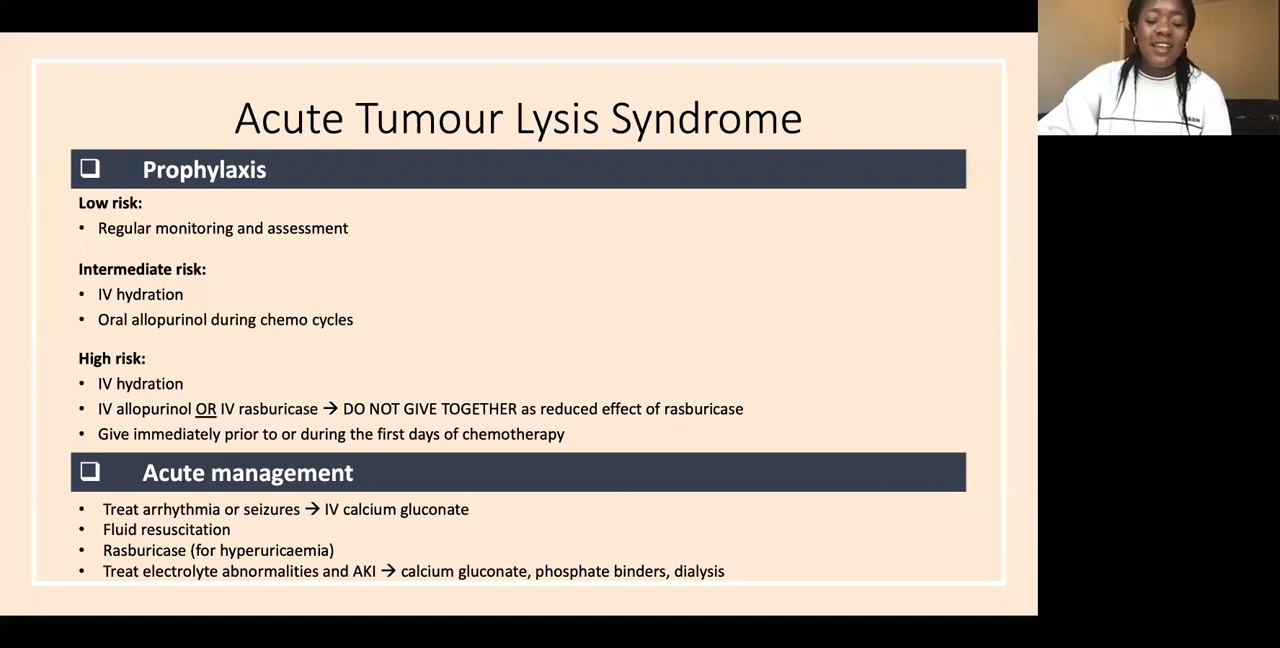 Acute Tumour Lysis Syndrome
❑ Prophylaxis
Low risk:
• Regular monitoring and assessment
Intermediate risk:
• IV hydration
• Oral allopurinol during chemo cycles
High risk:
• IV hydration
• IV allopurinol OR IV rasburicase → DO NOT GIVE TOGETHER as reduced effect of rasburicase
• Give immediately prior to or during the first days of chemotherapy
❑ Acute management
• Treat arrhythmia or seizures → IV calcium gluconate
• Fluid resuscitation
• Rasburicase (for hyperuricaemia)
• Treat electrolyte abnormalities and AKI → calcium gluconate, phosphate binders, dialysis